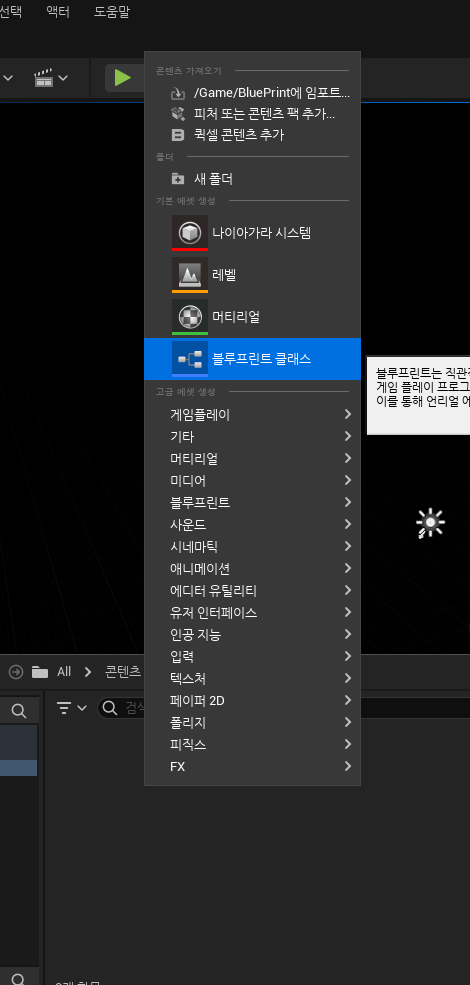 선택 액터 도움말
콘텐츠 가져오기
/Game/BluePrint에 임포트...
피처 또는 콘텐츠 팩 추가...
퀵셀 콘텐츠 추가
폴더
새 폴더
기본 에셋 생성
나이아가라 시스템
레벨
머티리얼
블루프린트 클래스
블루프린트는 직관적
게임 플레이 프로그
이를 통해 언리얼 에
고급 에셋 생성
게임플레이
기타
머티리얼
미디어
블루프린트
사운드
시네마틱
애니메이션
에디터 유틸리티
유저 인터페이스
인공 지능
입력
텍스처
페이퍼 2D
폴리지
피직스
FX
All
콘텐츠
검색